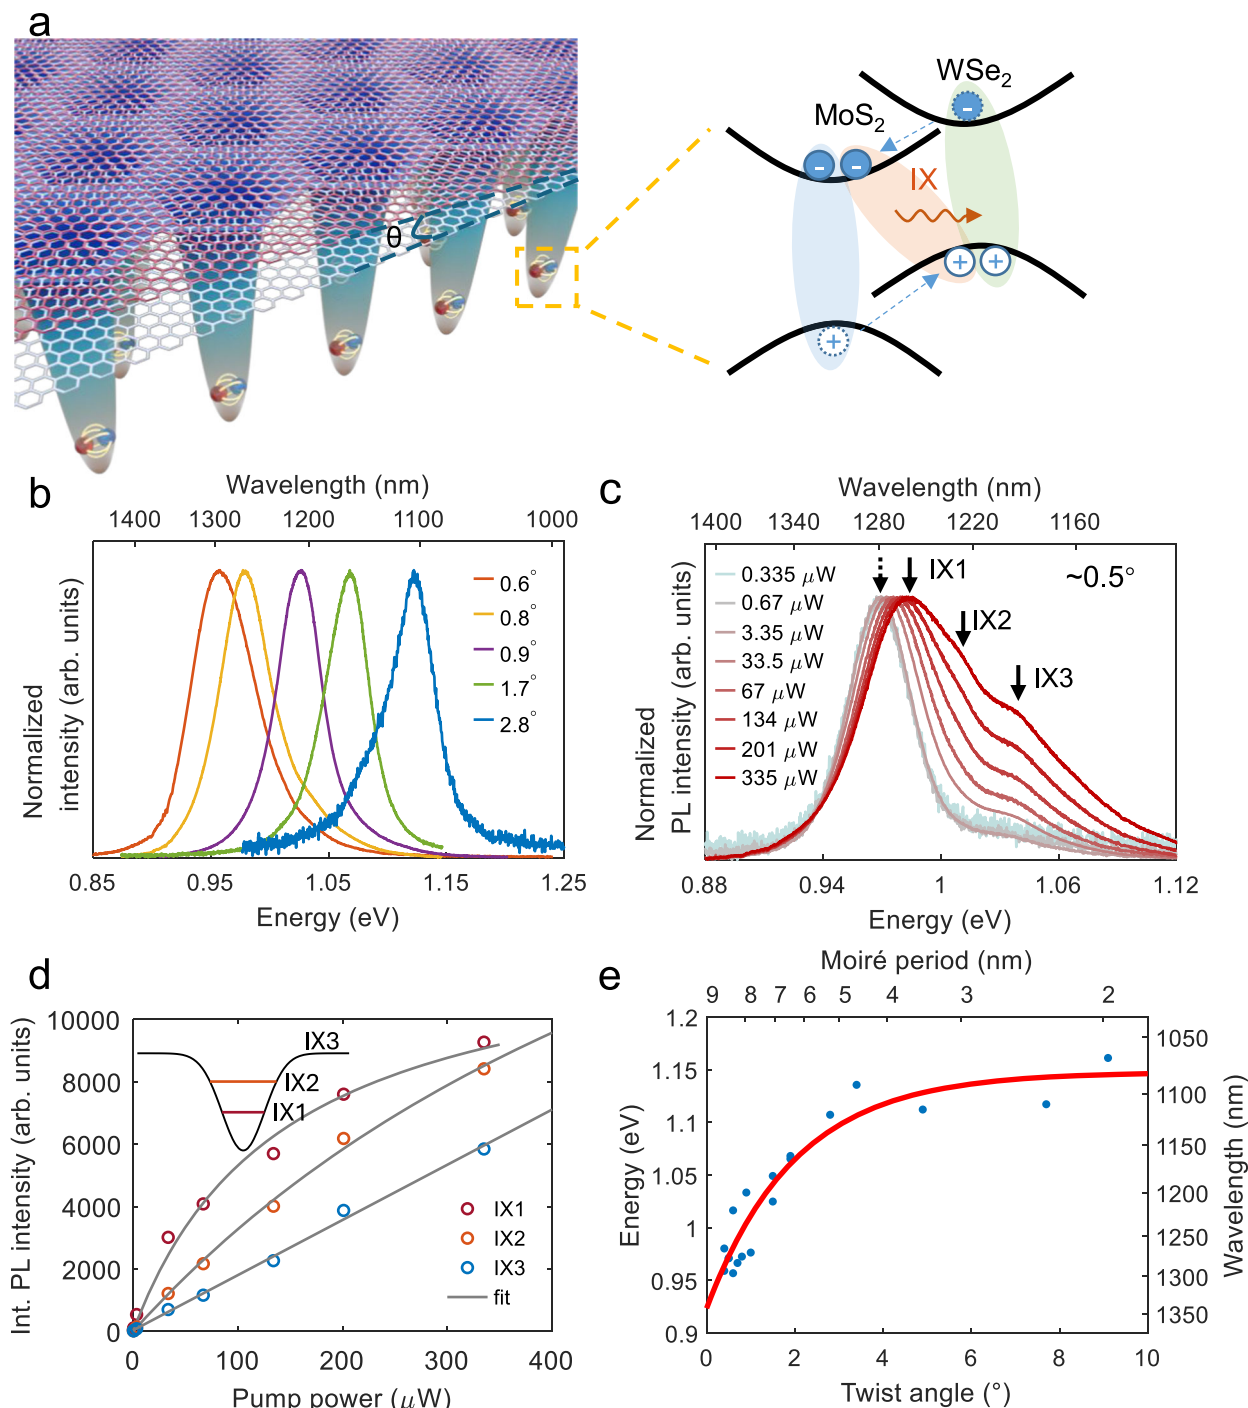 a
θ
WSe2
MoS2
IX
b
Wavelength (nm)
1400 1300 1200 1100 1000
Normalized
intensity (arb. units)
0.6°
0.8°
0.9°
1.7°
2.8°
0.85 0.95 1.05 1.15 1.25
Energy (eV)
c
Wavelength (nm)
1400 1340 1280 1220 1160
Normalized
PL intensity (arb. units)
0.335 μW
0.67 μW
3.35 μW
33.5 μW
67 μW
134 μW
201 μW
335 μW
IX1
IX2
IX3
~0.5°
0.88 0.94 1 1.06 1.12
Energy (eV)
d
Int. PL intensity (arb. units)
10000
8000
6000
4000
2000
0
IX3
IX2
IX1
IX1
IX2
IX3
fit
0 100 200 300 400
Pump power (μW)
e
Moiré period (nm)
9 8 7 6 5 4 3 2
Energy (eV)
1.2
1.15
1.1
1.05
1
0.95
0.9
1050
1100
1150
1200
1250
1300
1350
Wavelength (nm)
0 2 4 6 8 10
Twist angle (°)